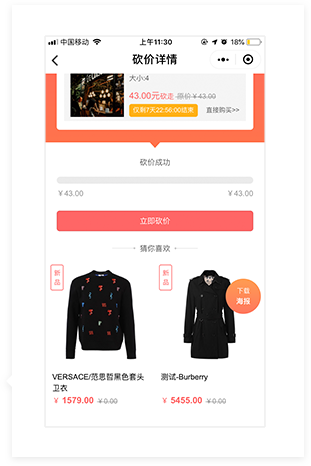 中国移动 上午11:30 18%
砍价详情
大小:4
43.00元砍走 原价￥43.00
仅剩7天22:56:00结束 直接购买>>
砍价成功
￥43.00 ￥43.00
立即砍价
猜你喜欢
新品
新品
下载
海报
VERSACE/范思哲黑色套头
卫衣
￥ 1579.00 ￥0.00
测试-Burberry
￥ 5455.00 ￥0.00